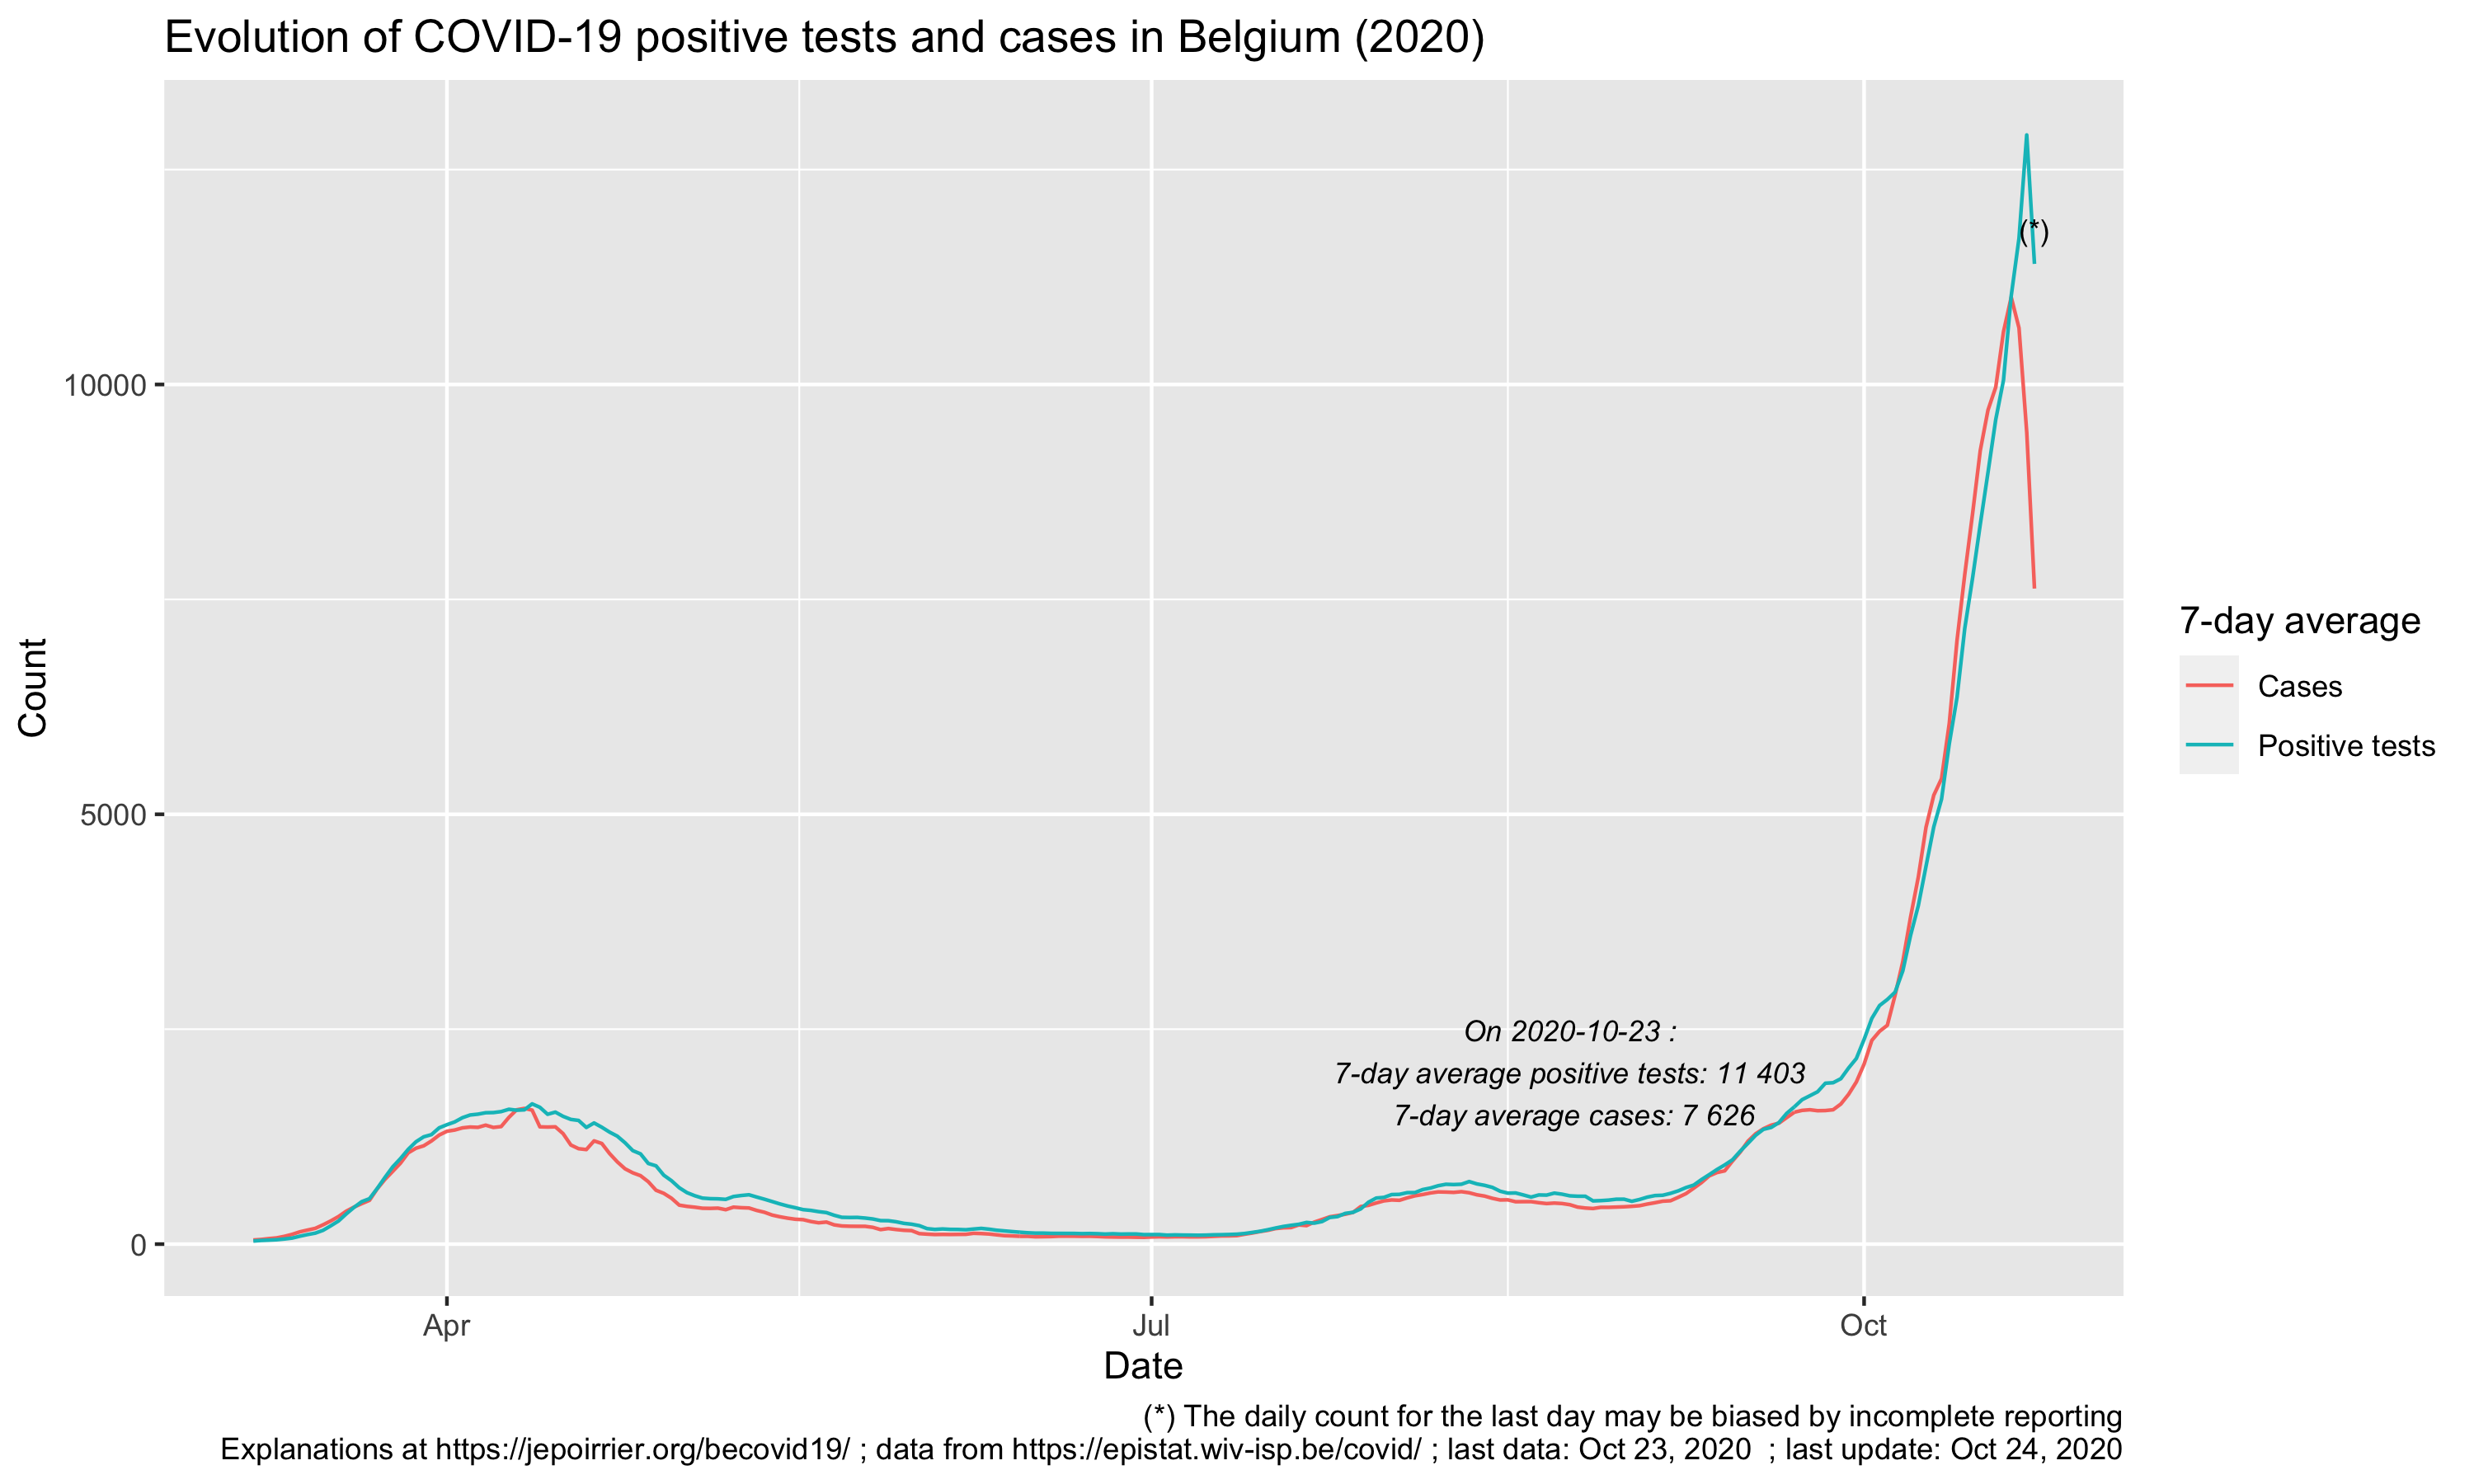 Evolution of COVID-19 positive tests and cases in Belgium (2020)
(*)
10000
5000
0
Count
On 2020-10-23 :
7-day average positive tests: 11 403
7-day average cases: 7 626
7-day average
Cases
Positive tests
Apr
Jul
Oct
Date
(*) The daily count for the last day may be biased by incomplete reporting
Explanations at https://jepoirrier.org/becovid19/ ; data from https://epistat.wiv-isp.be/covid/ ; last data: Oct 23, 2020  ; last update: Oct 24, 2020